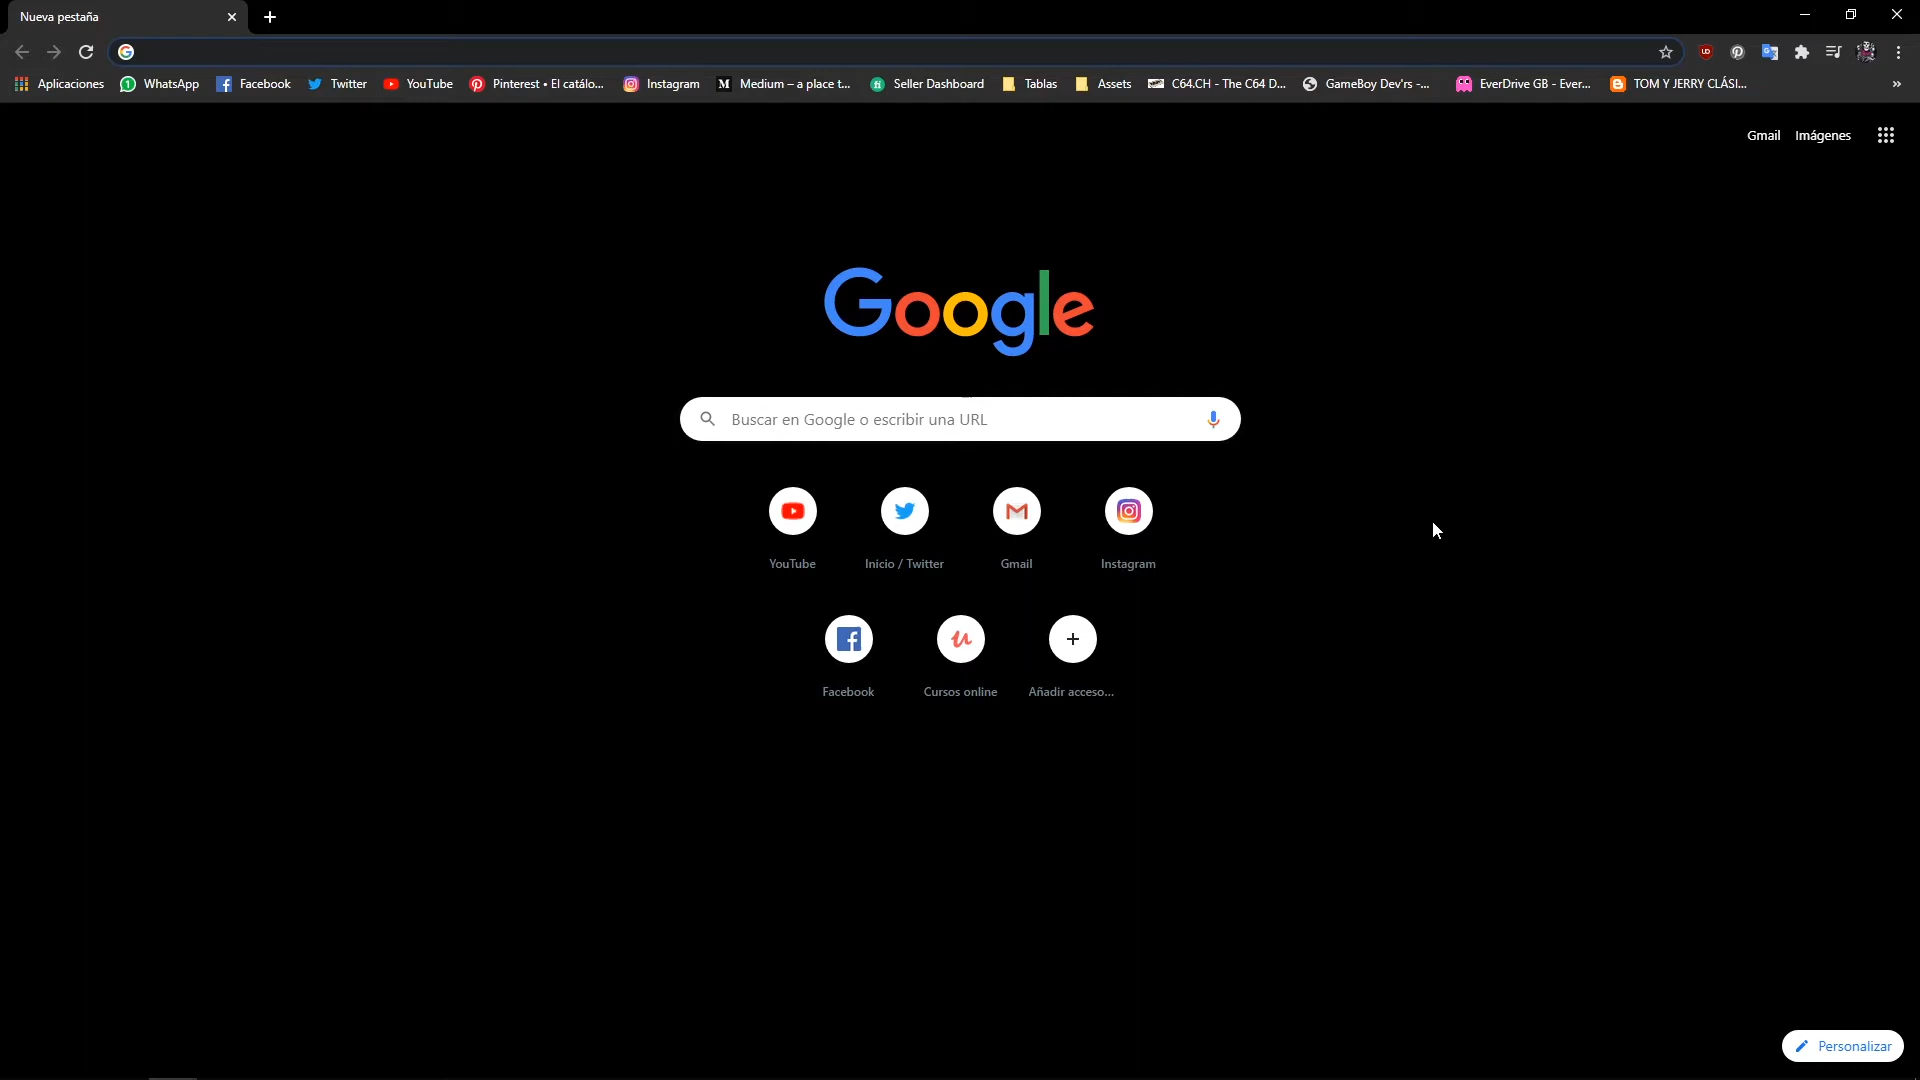 Nueva pestaña
Aplicaciones WhatsApp Facebook Twitter YouTube Pinterest • El catálo... Instagram Medium – a place t... Seller Dashboard Tablas Assets C64.CH - The C64 D... GameBoy Dev'rs -... EverDrive GB - Ever... TOM Y JERRY CLÁSI... »
Gmail Imágenes
Google
Buscar en Google o escribir una URL
YouTube Inicio / Twitter Gmail Instagram
Facebook Cursos online Añadir acceso...
Personalizar